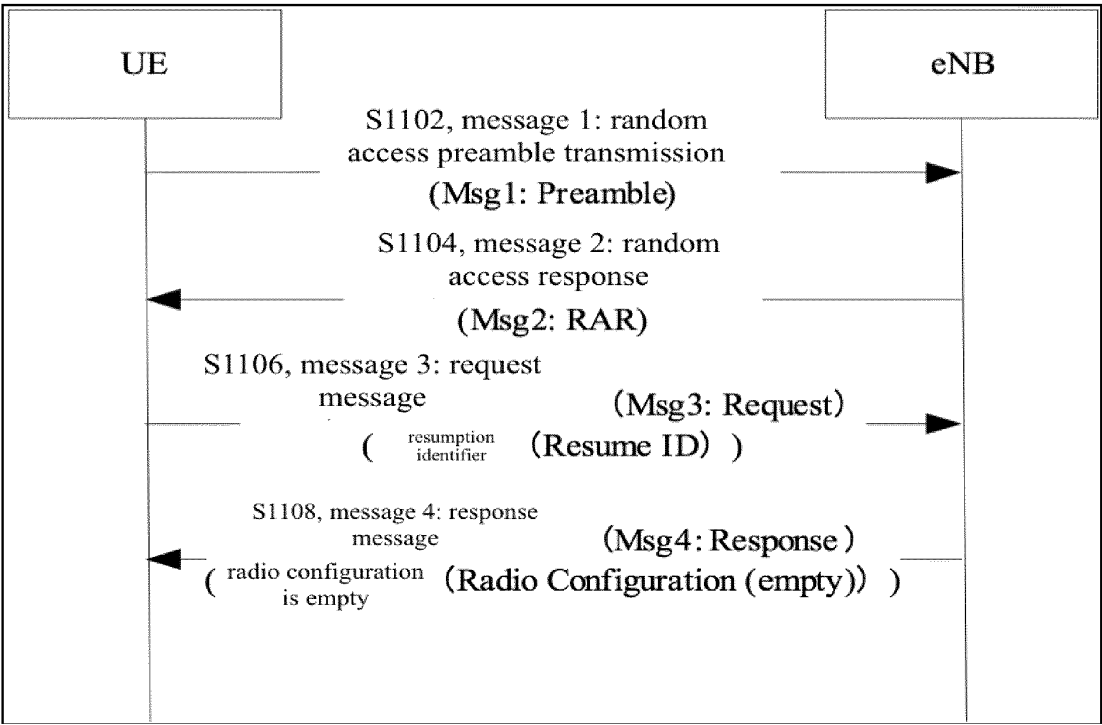 UE
eNB
S1102, message 1: random
access preamble transmission
(Msg1: Preamble)
S1104, message 2: random
access response
(Msg2: RAR)
S1106, message 3: request
message
(Msg3: Request)
( resumption
identifier
(Resume ID) )
S1108, message 4: response
message
(Msg4: Response )
( radio configuration
is empty
(Radio Configuration (empty)) )